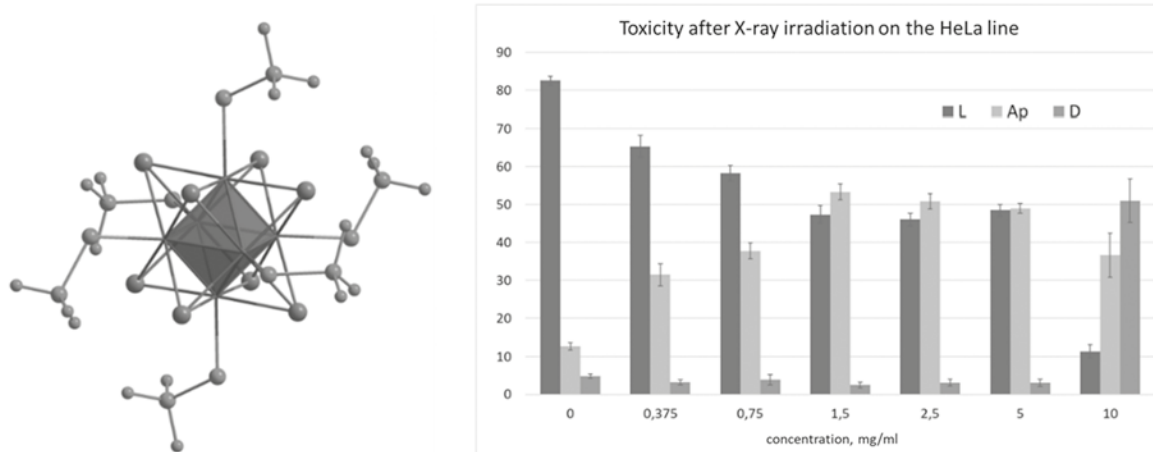 Toxicity after X-ray irradiation on the HeLa line
90
80
70
60
50
40
30
20
10
0
L Ap D
0 0,375 0,75 1,5 2,5 5 10
concentration, mg/ml